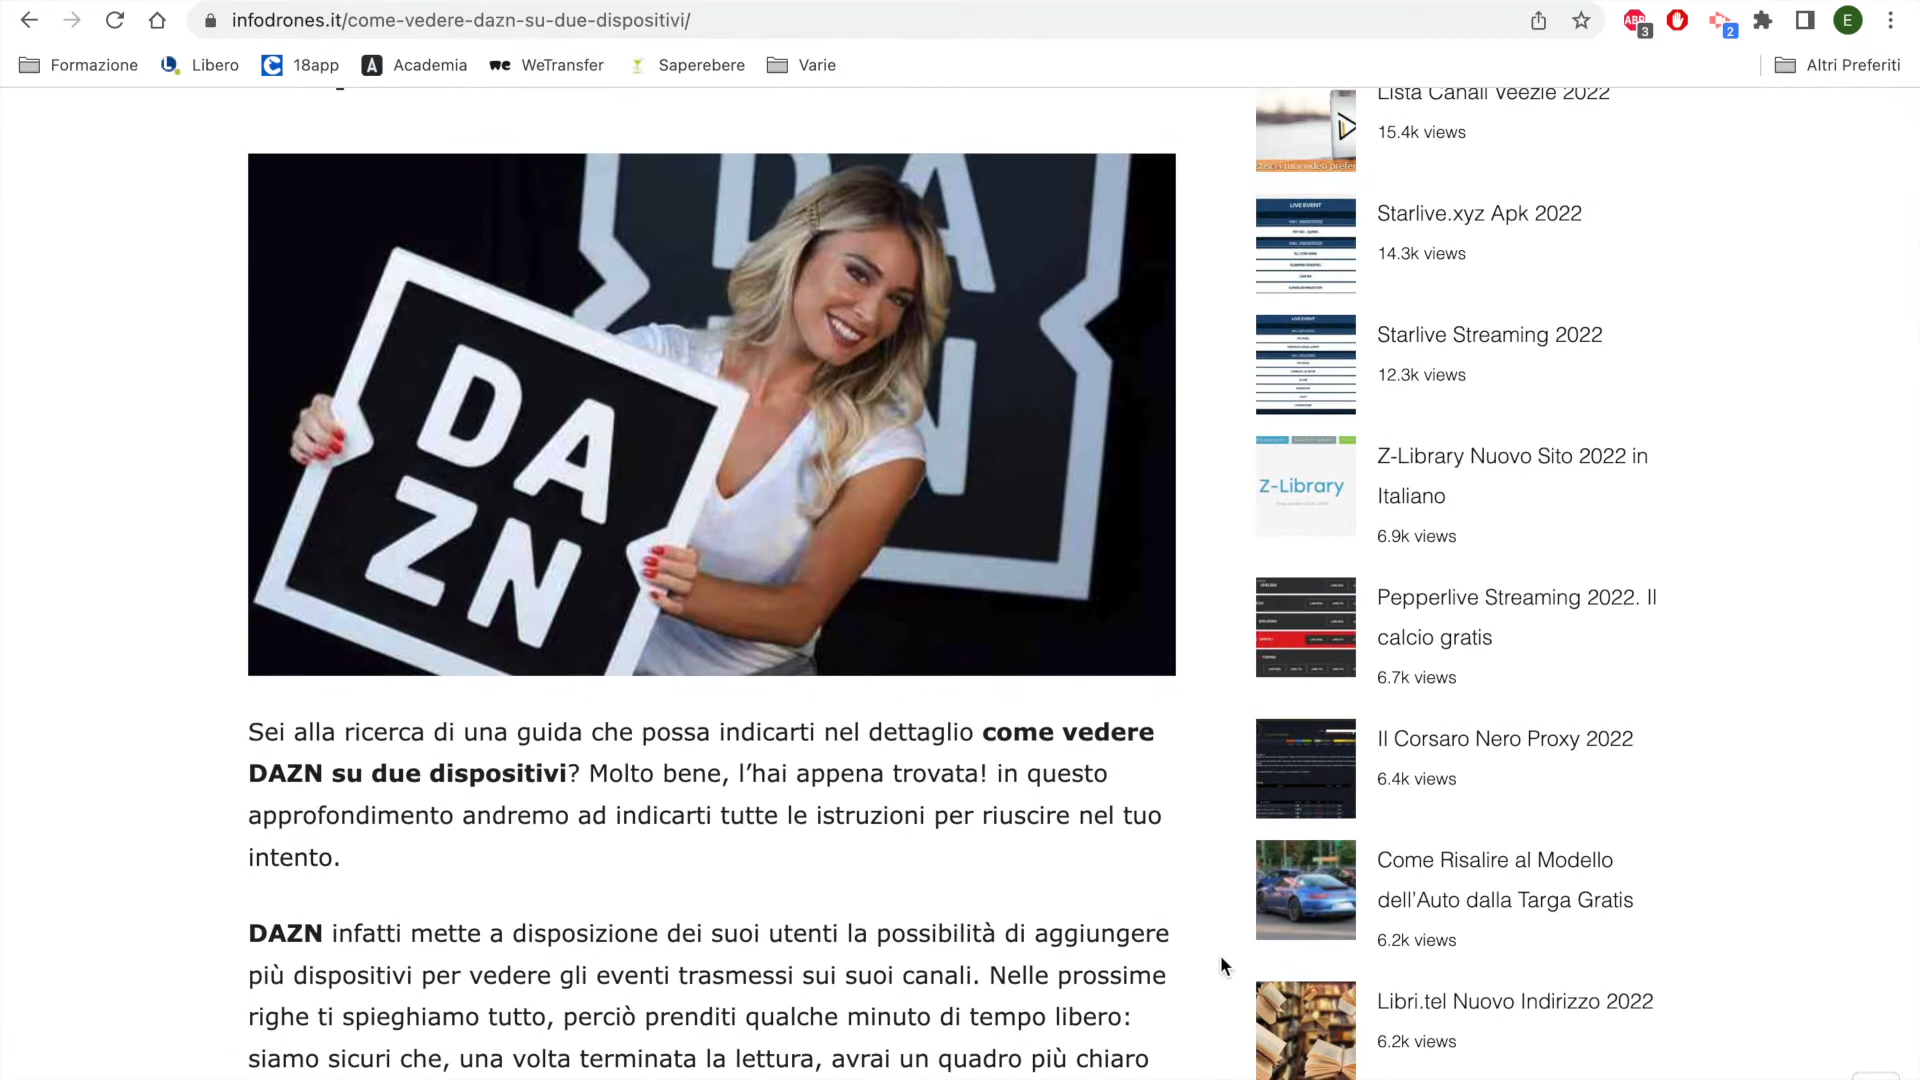 infodrones.it/come-vedere-dazn-su-due-dispositivi/
ABP
3
2
E
Formazione
Libero
18app
A Academia
we WeTransfer
Saperebere
Varie
Altri Preferiti
DA
ZN
Sei alla ricerca di una guida che possa indicarti nel dettaglio come vedere
DAZN su due dispositivi? Molto bene, l’hai appena trovata! in questo
approfondimento andremo ad indicarti tutte le istruzioni per riuscire nel tuo
intento.
DAZN infatti mette a disposizione dei suoi utenti la possibilità di aggiungere
più dispositivi per vedere gli eventi trasmessi sui suoi canali. Nelle prossime
righe ti spieghiamo tutto, perciò prenditi qualche minuto di tempo libero:
siamo sicuri che, una volta terminata la lettura, avrai un quadro più chiaro
Lista Canali Veezie 2022
15.4k views
LIVE EVENT
Starlive.xyz Apk 2022
14.3k views
LIVE EVENT
Starlive Streaming 2022
12.3k views
Z-Library
Z-Library Nuovo Sito 2022 in
Italiano
6.9k views
Pepperlive Streaming 2022. Il
calcio gratis
6.7k views
Il Corsaro Nero Proxy 2022
6.4k views
Come Risalire al Modello
dell’Auto dalla Targa Gratis
6.2k views
Libri.tel Nuovo Indirizzo 2022
6.2k views